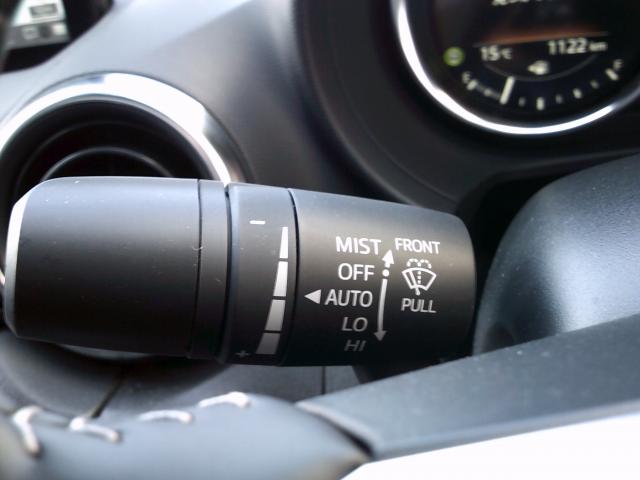 15°C 1122 km
E F
−
MIST FRONT
OFF
AUTO
PULL
LO
HI
+